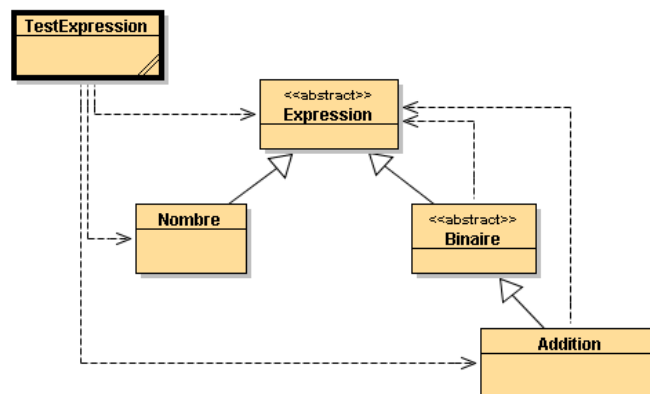 TestExpression
<<abstract>>
Expression
Nombre
<<abstract>>
Binaire
Addition